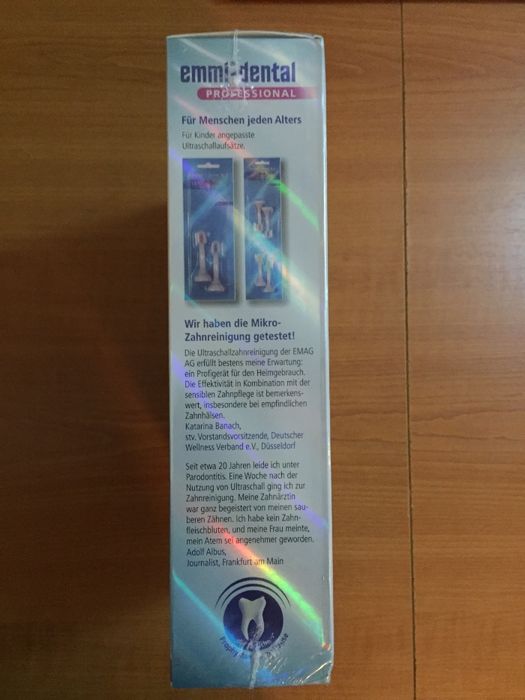 emmi-dental
PROFESSIONAL
Für Menschen jeden Alters
Für Kinder angepasste
Ultraschallaufsätze.
Wir haben die Mikro-
Zahnreinigung getestet!
Die Ultraschallzahnreinigung der EMAG
AG erfüllt bestens meine Erwartung:
ein Profigerät für den Heimgebrauch.
Die Effektivität in Kombination mit der
sensiblen Zahnpflege ist bemerkens-
wert, insbesondere bei empfindlichen
Zahnhälsen.
Katarina Banach,
stv. Vorstandsvorsitzende, Deutscher
Wellness Verband e.V., Düsseldorf
Seit etwa 20 Jahren leide ich unter
Parodontitis. Eine Woche nach der
Nutzung von Ultraschall ging ich zur
Zahnreinigung. Meine Zahnärztin
war ganz begeistert von meinen sau-
beren Zähnen. Ich habe kein Zahn-
fleischbluten, und meine Frau meinte,
mein Atem sei angenehmer geworden.
Adolf Albus,
Journalist, Frankfurt am Main